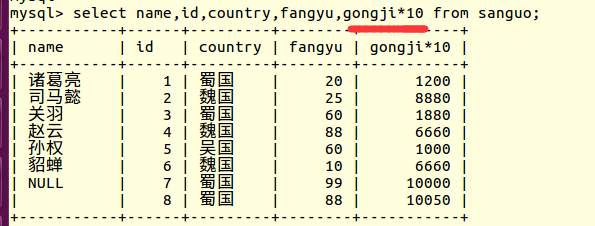 mysql> select name,id,country,fangyu,gongji*10 from sanguo;
+-----------+------+---------+--------+-----------+
| name      | id   | country | fangyu | gongji*10 |
+-----------+------+---------+--------+-----------+
| 诸葛亮    |    1 | 蜀国    |     20 |      1200 |
| 司马懿    |    2 | 魏国    |     25 |      8880 |
| 关羽      |    3 | 蜀国    |     60 |      1880 |
| 赵云      |    4 | 魏国    |     88 |      6660 |
| 孙权      |    5 | 吴国    |     60 |      1000 |
| 貂蝉      |    6 | 魏国    |     10 |      6660 |
| NULL      |    7 | 蜀国    |     99 |     10000 |
|           |    8 | 蜀国    |     88 |     10050 |
+-----------+------+---------+--------+-----------+